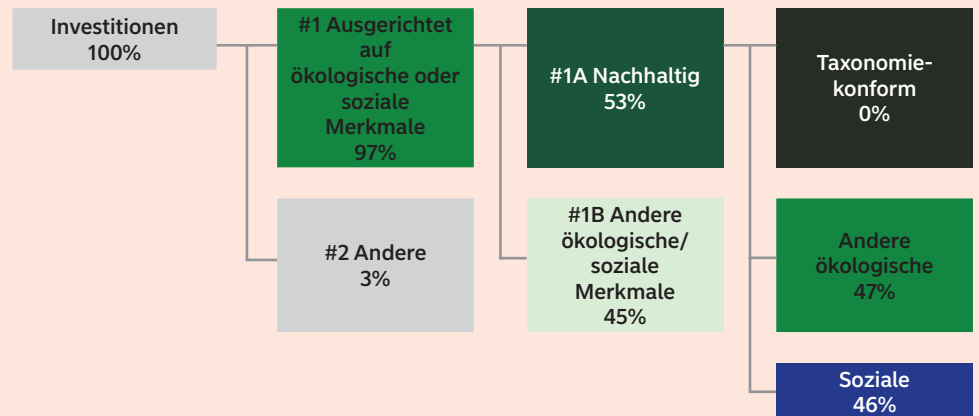 Investitionen
100%
#1 Ausgerichtet
auf
ökologische oder
soziale
Merkmale
97%
#2 Andere
3%
#1A Nachhaltig
53%
#1B Andere
ökologische/
soziale
Merkmale
45%
Taxonomie-
konform
0%
Andere
ökologische
47%
Soziale
46%